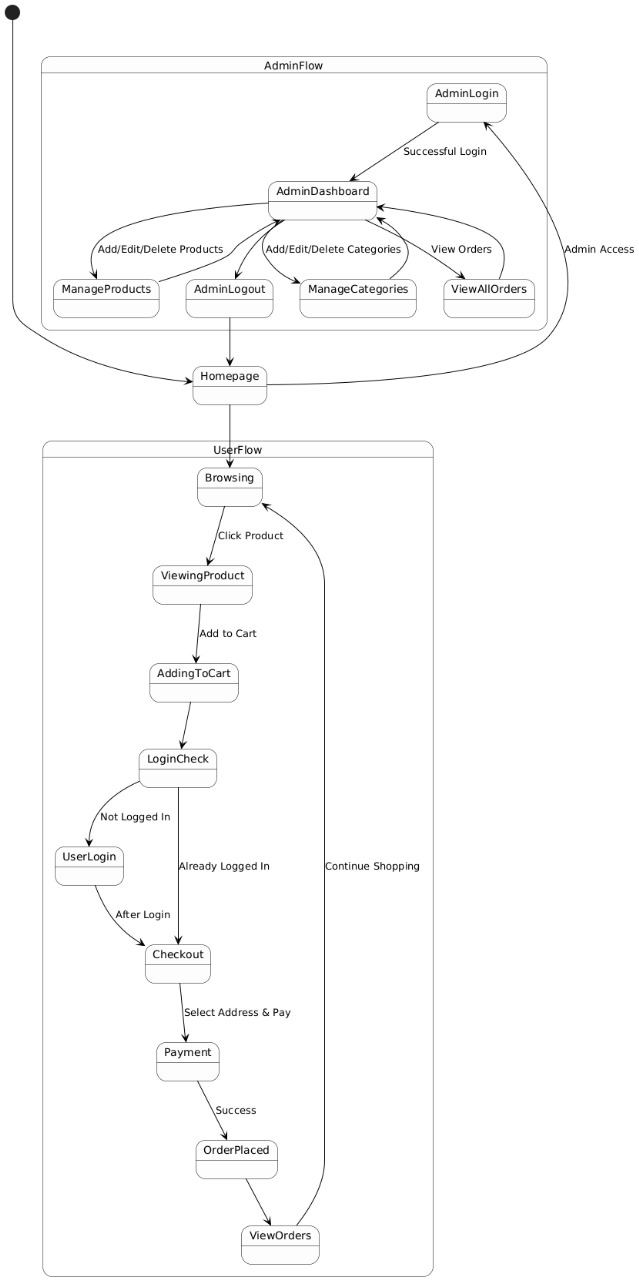 AdminFlow
AdminLogin
Successful Login
AdminDashboard
Add/Edit/Delete Products
Add/Edit/Delete Categories
View Orders
Admin Access
ManageProducts
AdminLogout
ManageCategories
ViewAllOrders
Homepage
UserFlow
Browsing
Click Product
ViewingProduct
Add to Cart
AddingToCart
LoginCheck
Not Logged In
UserLogin
Already Logged In
Continue Shopping
After Login
Checkout
Select Address & Pay
Payment
Success
OrderPlaced
ViewOrders